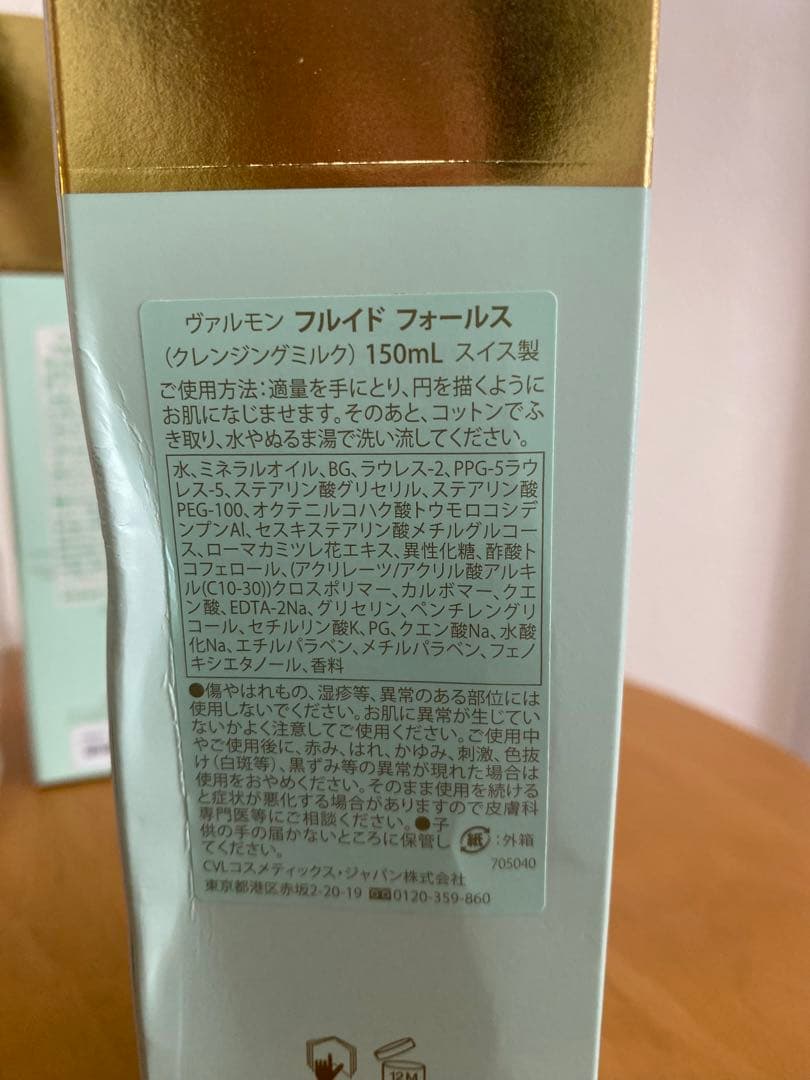 ヴァルモン フルイド フォールス
(クレンジングミルク) 150mL スイス製
ご使用方法:適量を手にとり、円を描くように
お肌になじませます。そのあと、コットンでふ
き取り、水やぬるま湯で洗い流してください。
水、ミネラルオイル、BG、ラウレス-2、PPG-5ラウ
レス-5、ステアリン酸グリセリル、ステアリン酸
PEG-100、オクテニルコハク酸トウモロコシデ
ンプンAl、セスキステアリン酸メチルグルコー
ス、ローマカミツレ花エキス、異性化糖、酢酸ト
コフェロール、(アクリレーツ/アクリル酸アルキ
ル(C10-30))クロスポリマー、カルボマー、クエ
ン酸、EDTA-2Na、グリセリン、ペンチレングリ
コール、セチルリン酸K、PG、クエン酸Na、水酸
化Na、エチルパラベン、メチルパラベン、フェノ
キシエタノール、香料
●傷やはれもの、湿疹等、異常のある部位には
使用しないでください。お肌に異常が生じてい
ないかよく注意してご使用ください。ご使用中
やご使用後に、赤み、はれ、かゆみ、刺激、色抜
け(白斑等)、黒ずみ等の異常が現れた場合は
使用をおやめください。そのまま使用を続ける
と症状が悪化する場合がありますので皮膚科
専門医等にご相談ください。●子
供の手の届かないところに保管し
てください。
紙:外箱
705040
CVLコスメティックス・ジャパン株式会社
東京都港区赤坂2-20-19 0120-359-860
12M